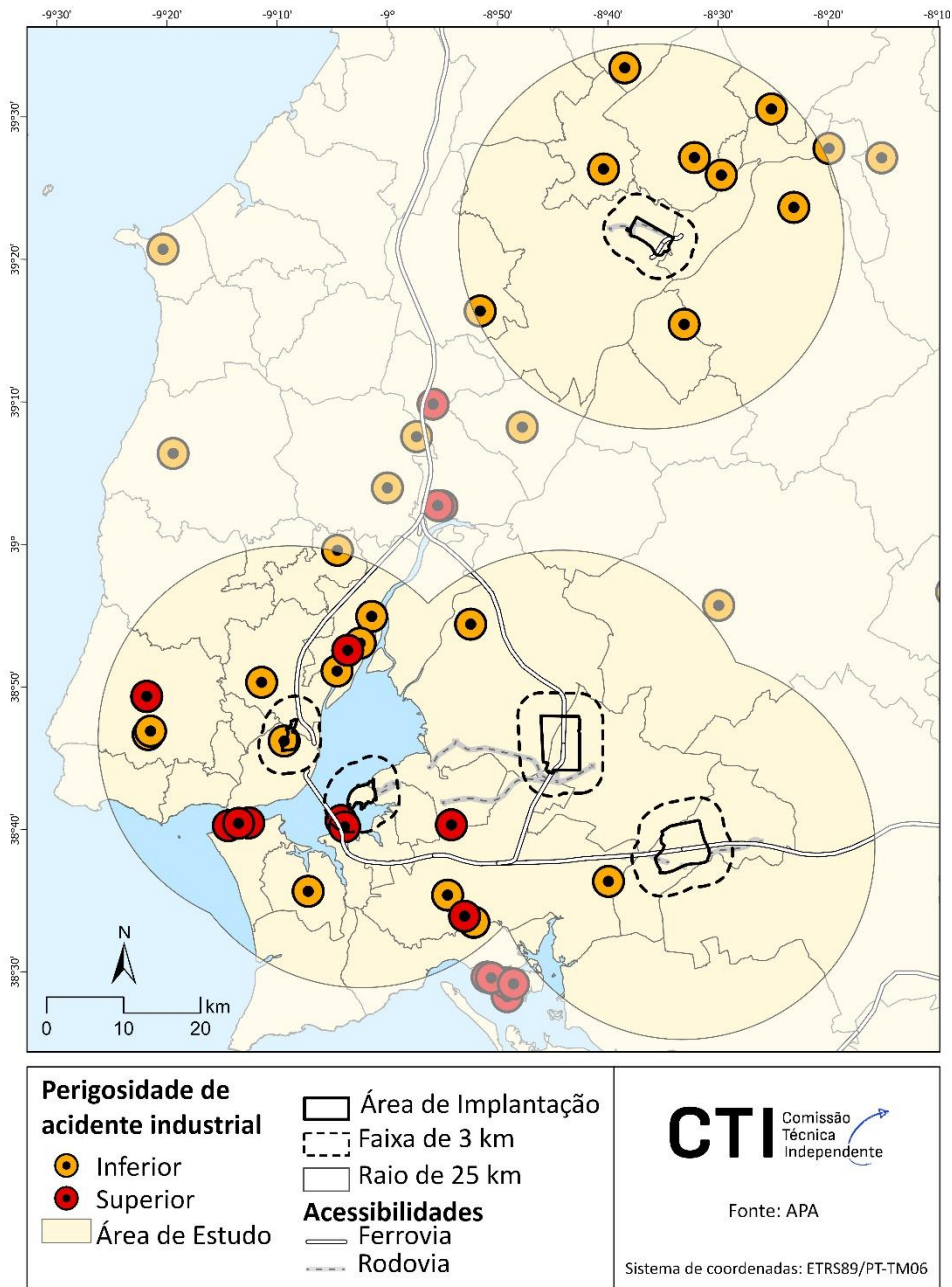 -9°30'
-9°20'
-9°10'
-9°
-8°50'
-8°40'
-8°30'
-8°20'
-8°10'
39°30'
39°20'
39°10'
39°
38°50'
38°40'
38°30'
N
km
0 10 20
Perigosidade de
acidente industrial
Inferior
Superior
Área de Estudo
Área de Implantação
Faixa de 3 km
Raio de 25 km
Acessibilidades
Ferrovia
Rodovia
CTI Comissão
Técnica
Independente
Fonte: APA
Sistema de coordenadas: ETRS89/PT-TM06